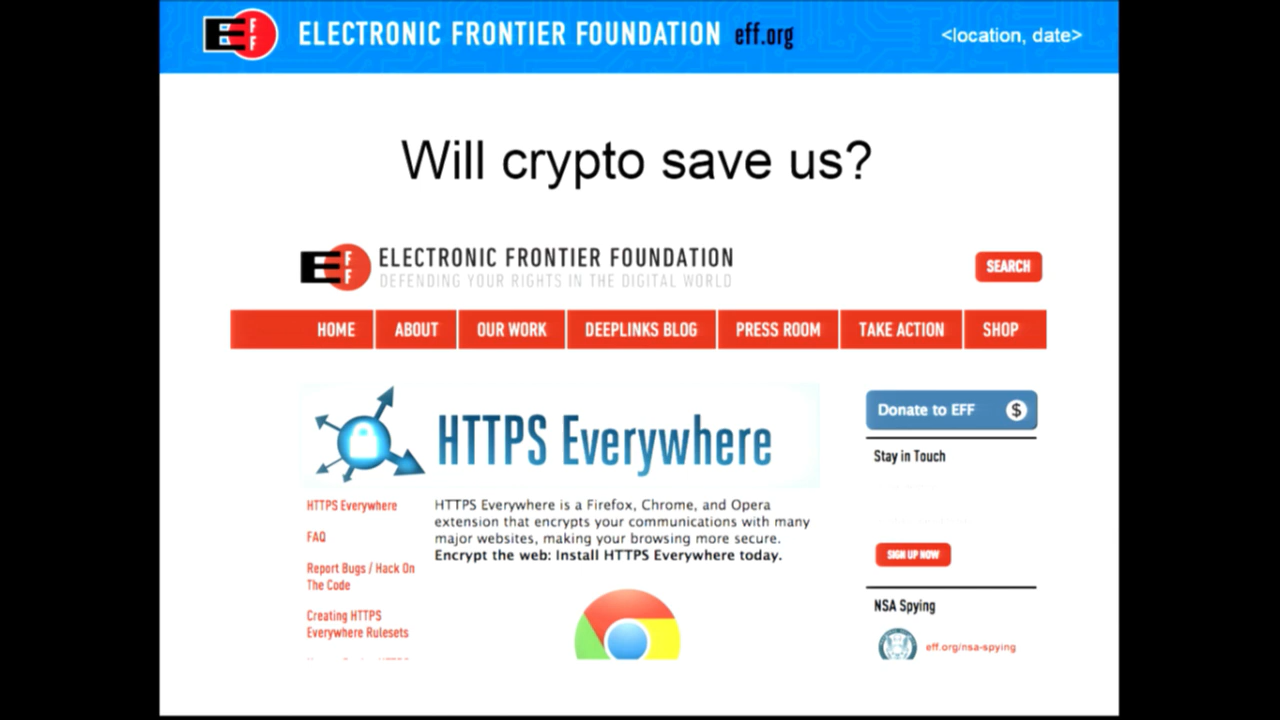 EFF ELECTRONIC FRONTIER FOUNDATION eff.org <location, date>
Will crypto save us?
EFF ELECTRONIC FRONTIER FOUNDATION
DEFENDING YOUR RIGHTS IN THE DIGITAL WORLD
SEARCH
HOME ABOUT OUR WORK DEEPLINKS BLOG PRESS ROOM TAKE ACTION SHOP
HTTPS Everywhere
HTTPS Everywhere
FAQ
Report Bugs / Hack On
The Code
Creating HTTPS
Everywhere Rulesets
HTTPS Everywhere is a Firefox, Chrome, and Opera
extension that encrypts your communications with many
major websites, making your browsing more secure.
Encrypt the web: Install HTTPS Everywhere today.
Donate to EFF $
Stay in Touch
SIGN UP NOW
NSA Spying
eff.org/nsa-spying